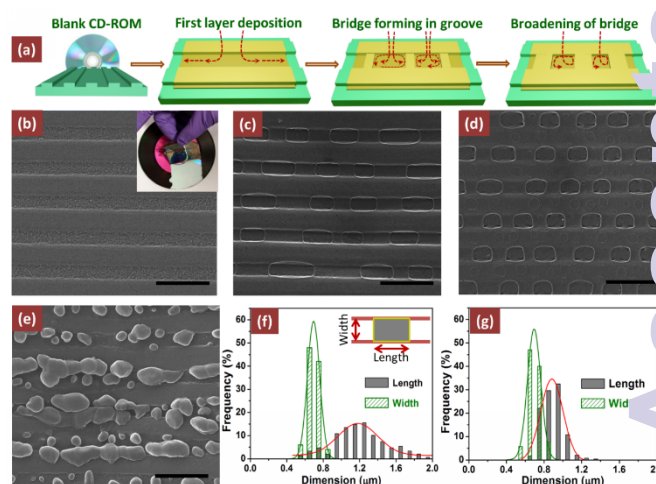 Blank CD-ROM
First layer deposition
Bridge forming in groove
Broadening of bridge
(a)
(b)
(c)
(d)
(e)
(f)
(g)
Frequency (%)
60
50
40
30
20
10
0
Width
Length
Length
Width
0.0 0.4 0.8 1.2 1.6 2.0
Dimension (μm)
Frequency (%)
60
50
40
30
20
10
0
Length
0.0 0.4 0.8 1.2 1.6 2.0
Dimension (μm)